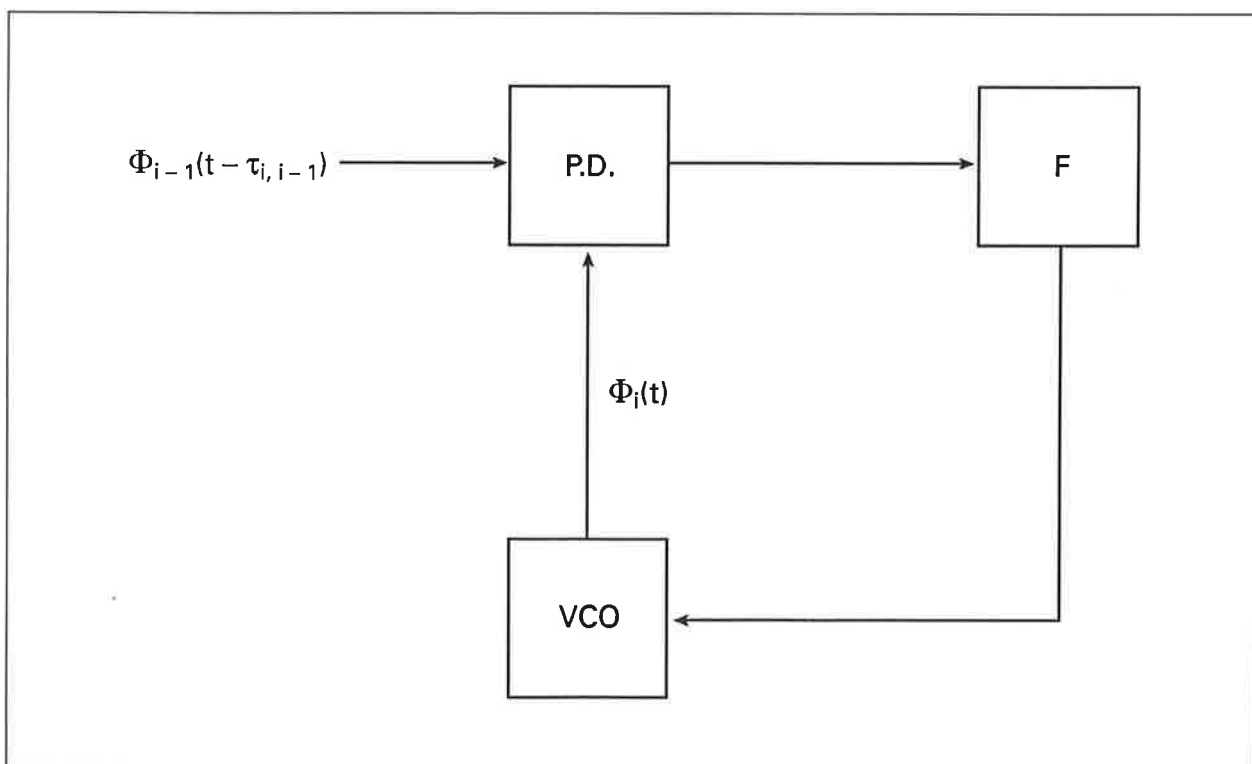 Φi – 1(t – τi, i – 1)
P.D.
F
Φi(t)
VCO